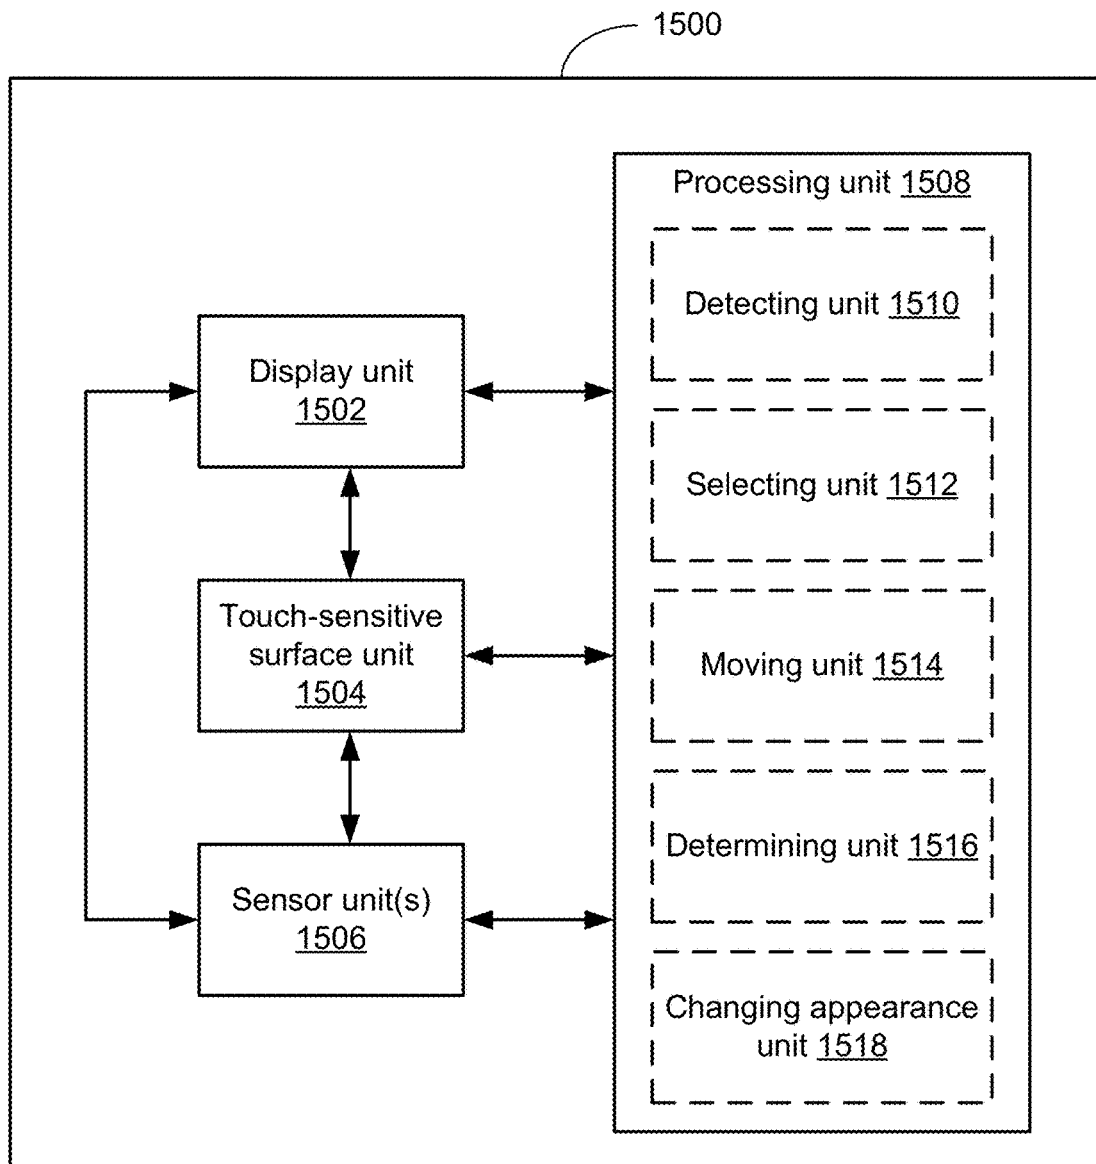 1500
Processing unit 1508
Detecting unit 1510
Display unit
1502
Selecting unit 1512
Touch-sensitive
surface unit
1504
Moving unit 1514
Determining unit 1516
Sensor unit(s)
1506
Changing appearance
unit 1518